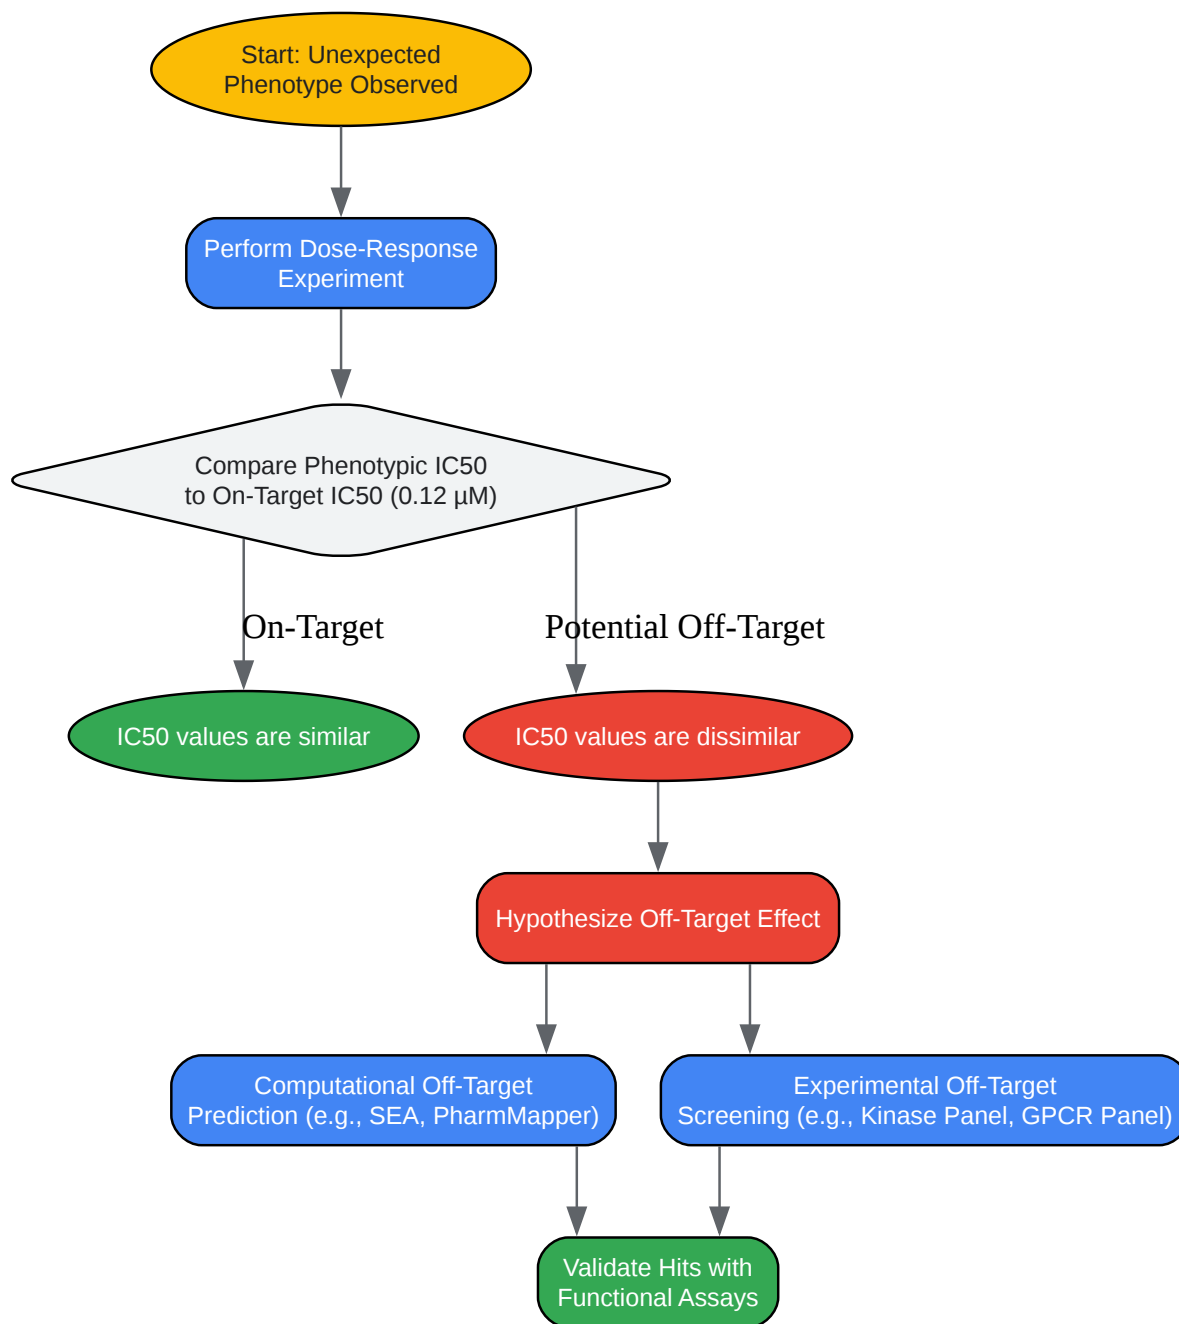 Start: Unexpected
Phenotype Observed
Perform Dose-Response
Experiment
Compare Phenotypic IC50
to On-Target IC50 (0.12 µM)
On-Target
Potential Off-Target
IC50 values are similar
IC50 values are dissimilar
Hypothesize Off-Target Effect
Computational Off-Target
Prediction (e.g., SEA, PharmMapper)
Experimental Off-Target
Screening (e.g., Kinase Panel, GPCR Panel)
Validate Hits with
Functional Assays